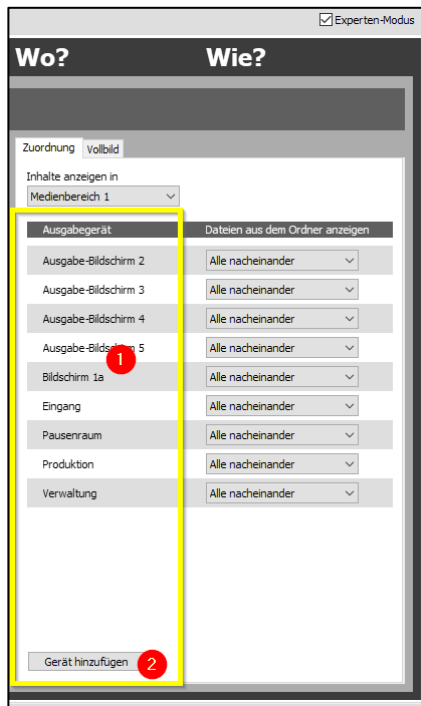 Experten-Modus
Wo? Wie?
Zuordnung Vollbild
Inhalte anzeigen in
Medienbereich 1
Ausgabegerät Dateien aus dem Ordner anzeigen
Ausgabe-Bildschirm 2 Alle nacheinander
Ausgabe-Bildschirm 3 Alle nacheinander
Ausgabe-Bildschirm 4 Alle nacheinander
Ausgabe-Bildschirm 5 Alle nacheinander
1
Bildschirm 1a Alle nacheinander
Eingang Alle nacheinander
Pausenraum Alle nacheinander
Produktion Alle nacheinander
Verwaltung Alle nacheinander
Gerät hinzufügen 2